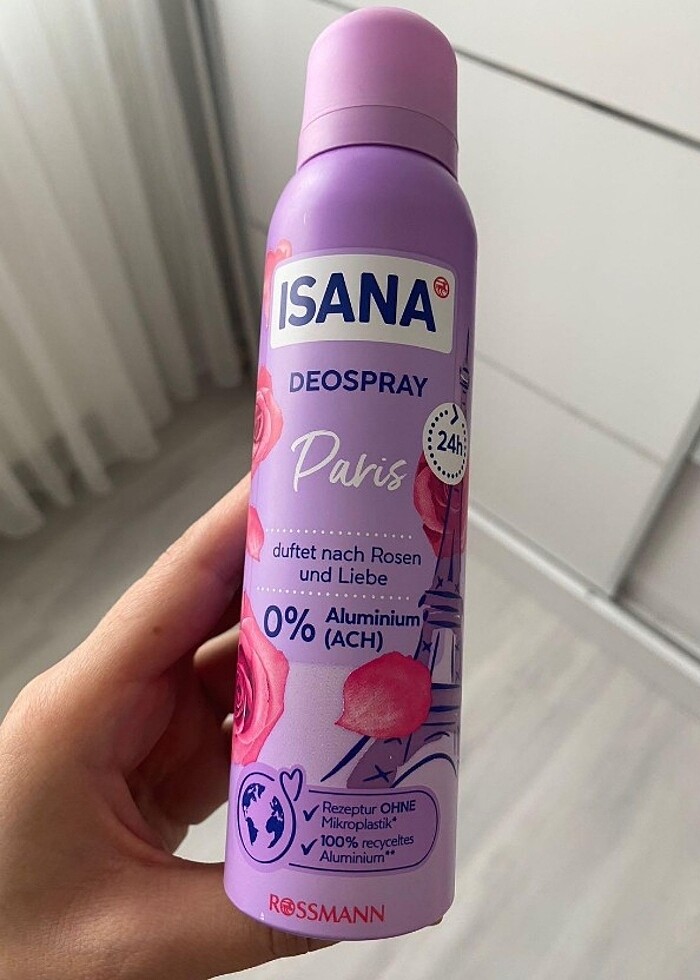 ISANA
DEOSPRAY
Paris
24h
duftet nach Rosen
und Liebe
0% Aluminium
(ACH)
Rezeptur OHNE
Mikroplastik*
100% recyceltes
Aluminium**
ROSSMANN